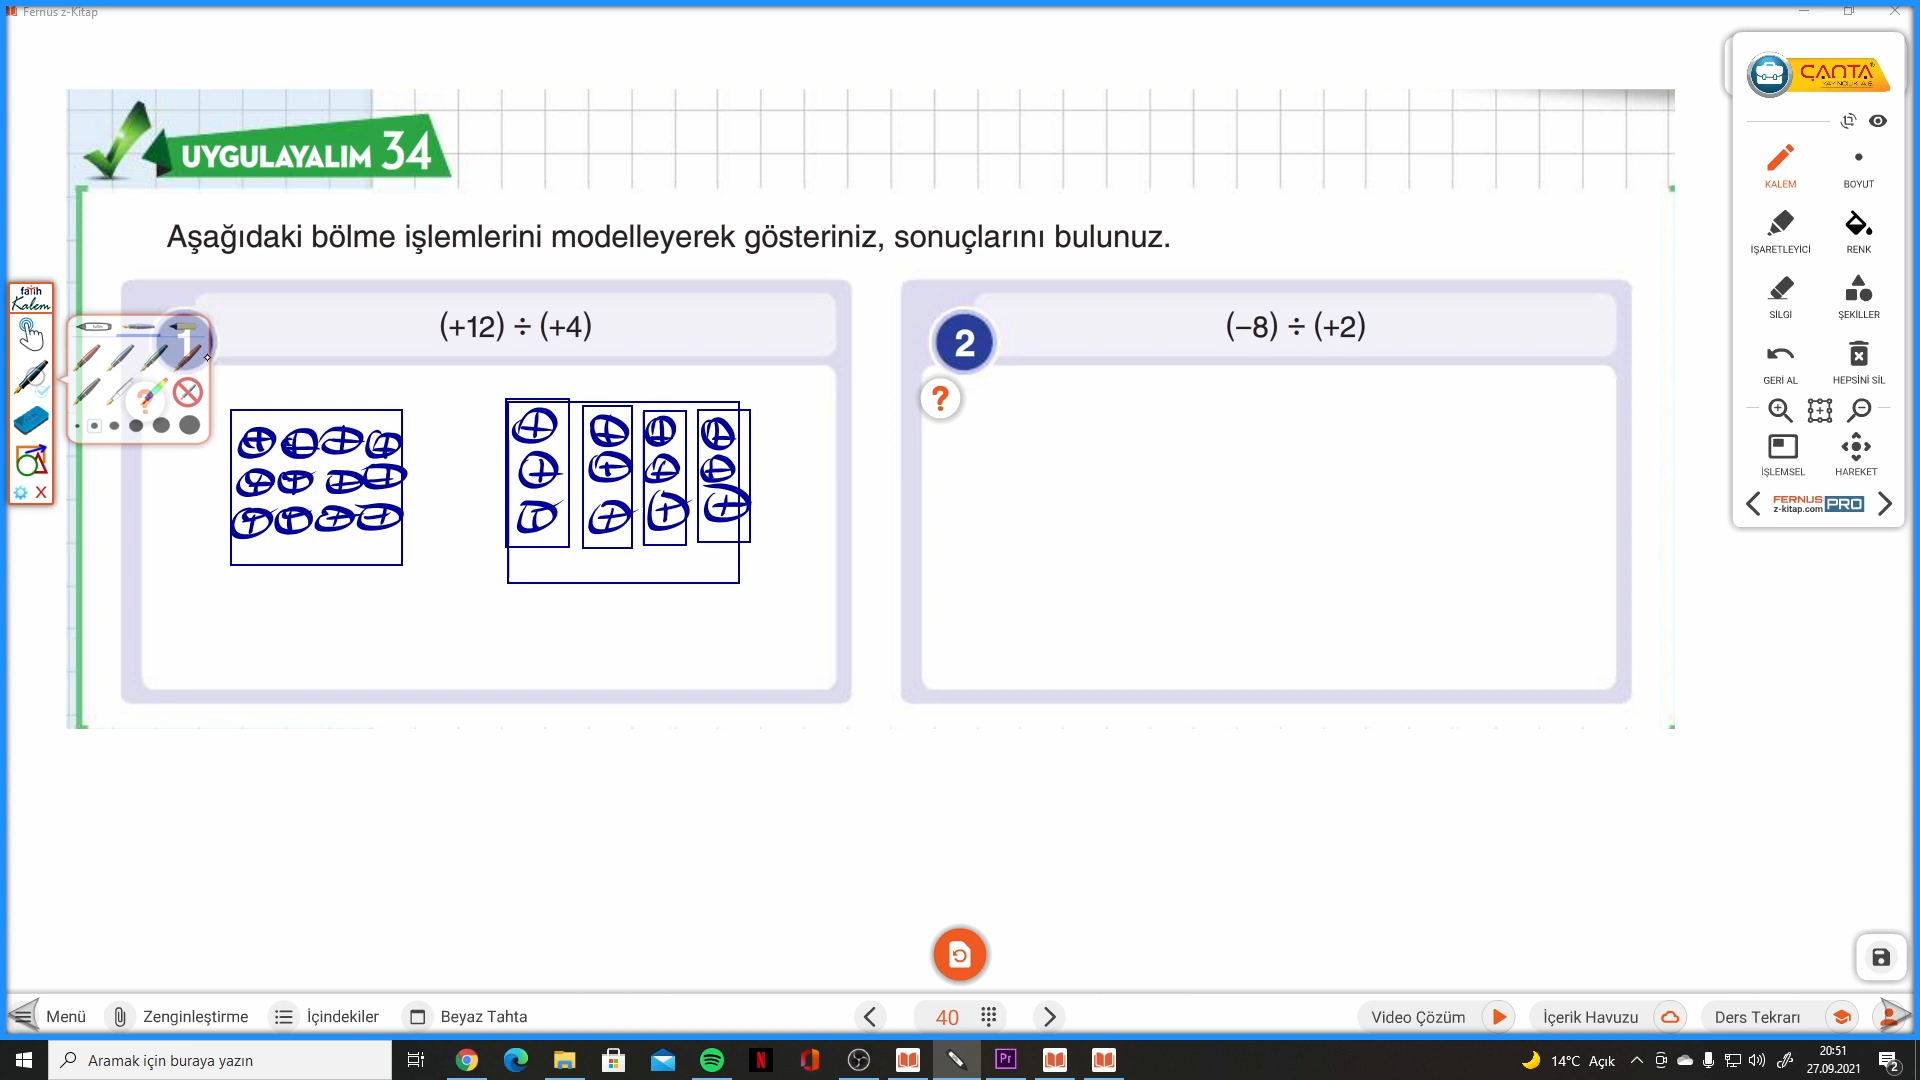 Fernus z-Kitap
ÇANTA
UYGULAYALIM 34
Aşağıdaki bölme işlemlerini modelleyerek gösteriniz, sonuçlarını bulunuz.
fatih
Kalem
1
(+12) ÷ (+4)
2
(−8) ÷ (+2)
?
?
KALEM
BOYUT
İŞARETLEYİCİ
RENK
SİLGİ
ŞEKİLLER
GERİ AL
HEPSİNİ SİL
İŞLEMSEL
HAREKET
FERNUS
z-kitap.com
PRO
Menü
Zenginleştirme
İçindekiler
Beyaz Tahta
40
Video Çözüm
İçerik Havuzu
Ders Tekrarı
Aramak için buraya yazın
N
Pr
14°C Açık
20:51
27.09.2021
2